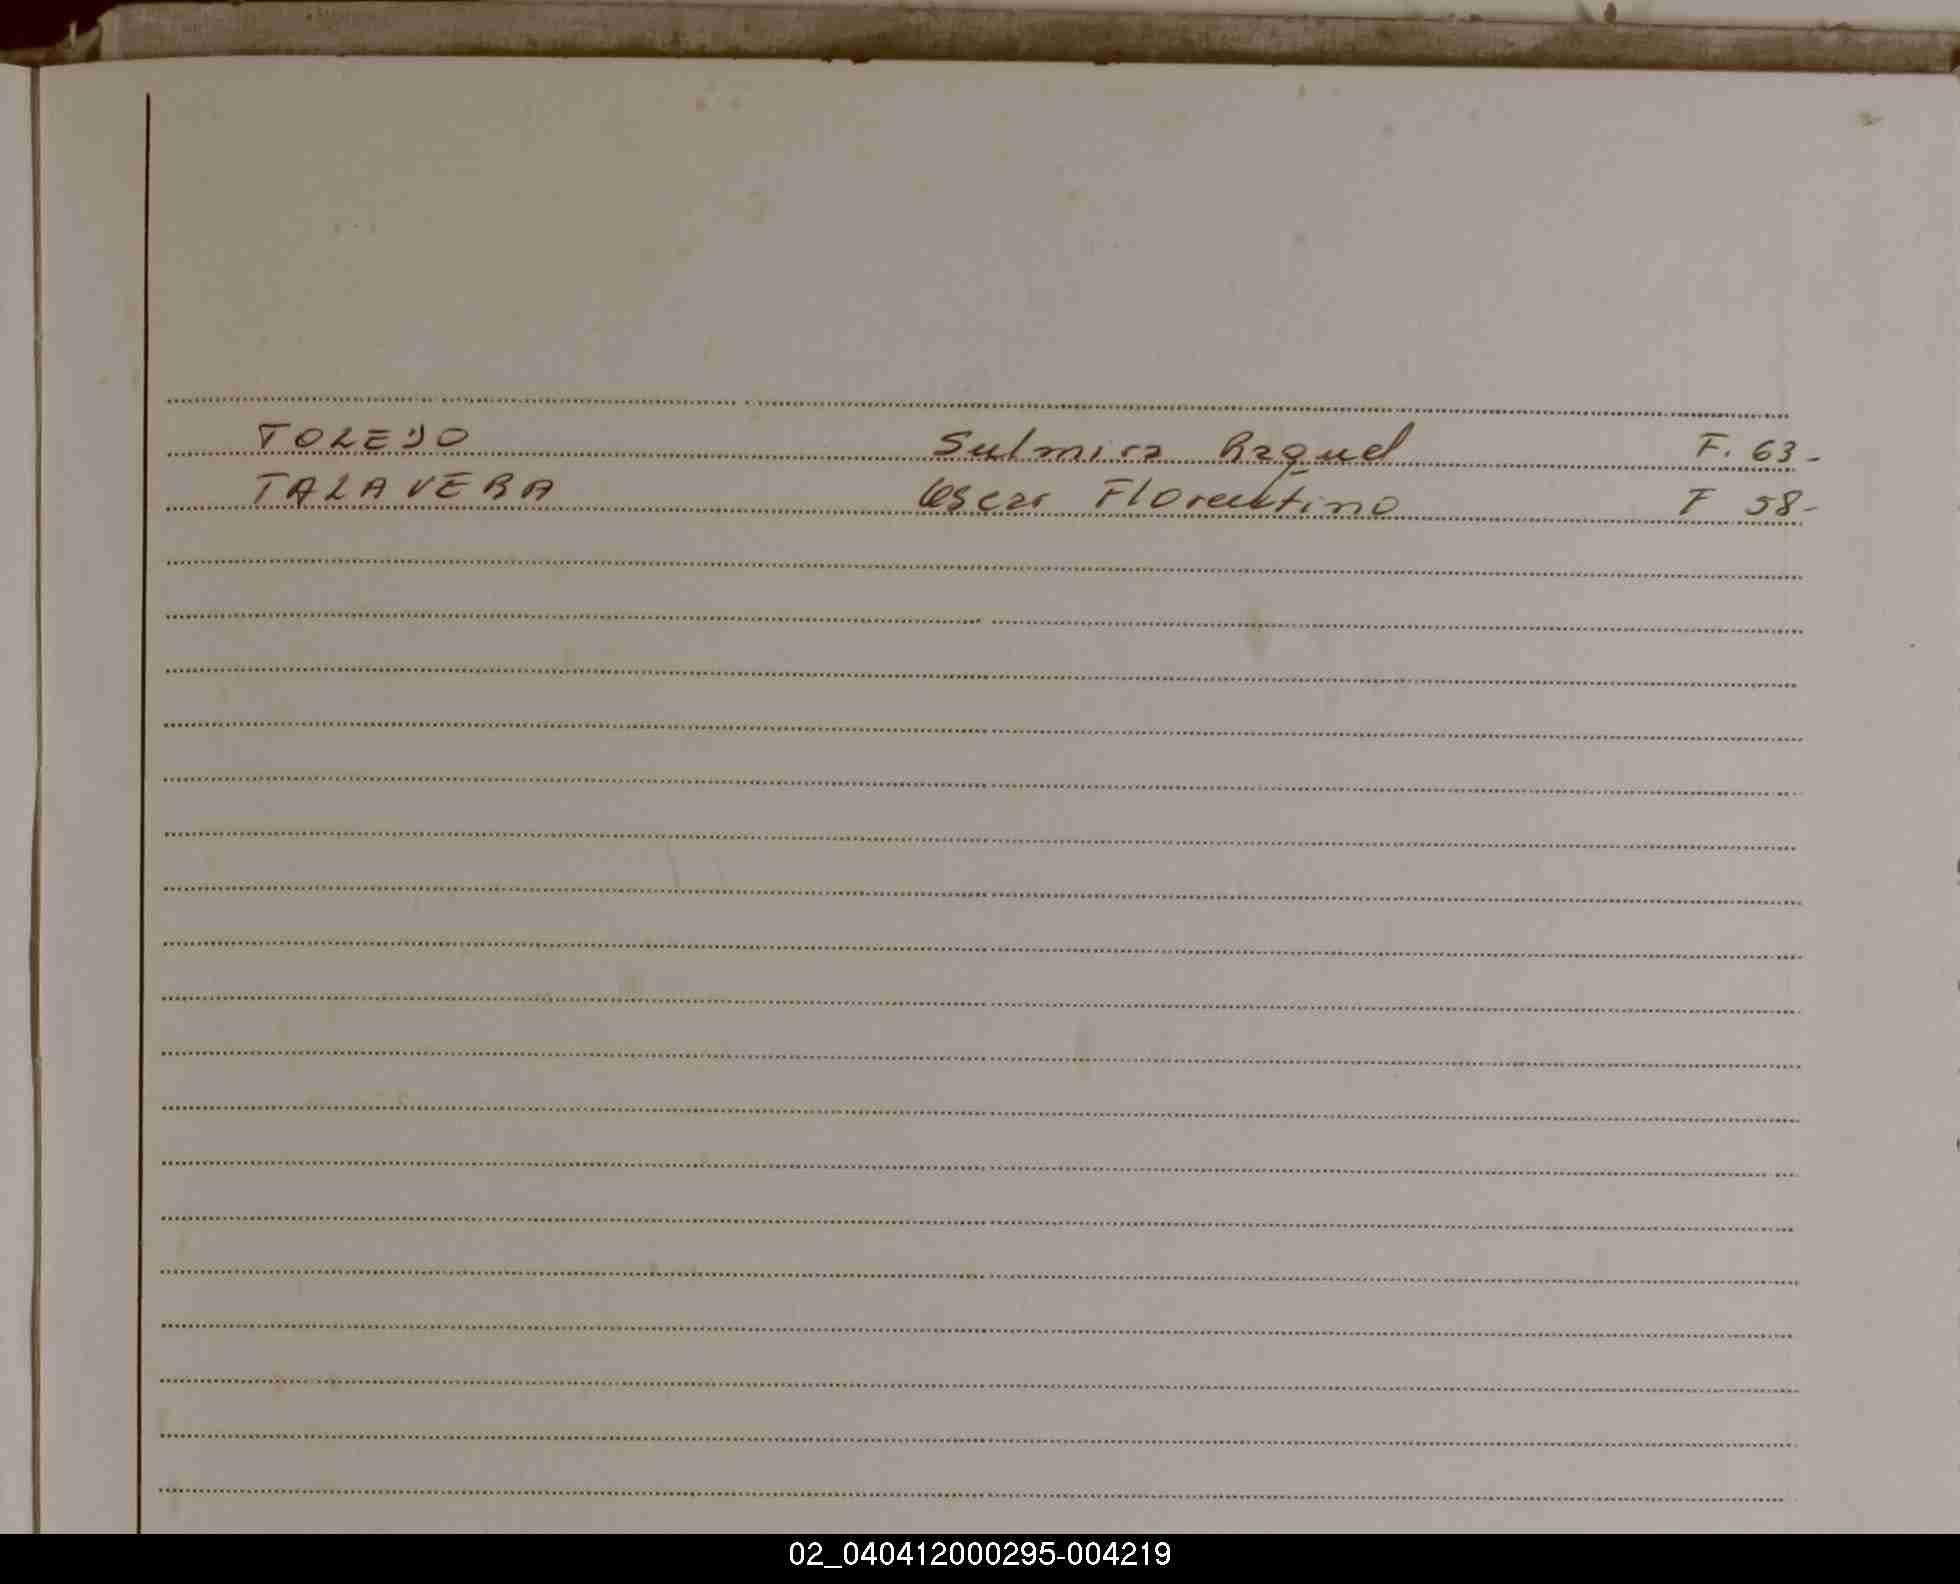 TOLEDO Sulmira Raquel F. 63-
TALAVERA Oscar Florentino F 58-
02_040412000295-004219